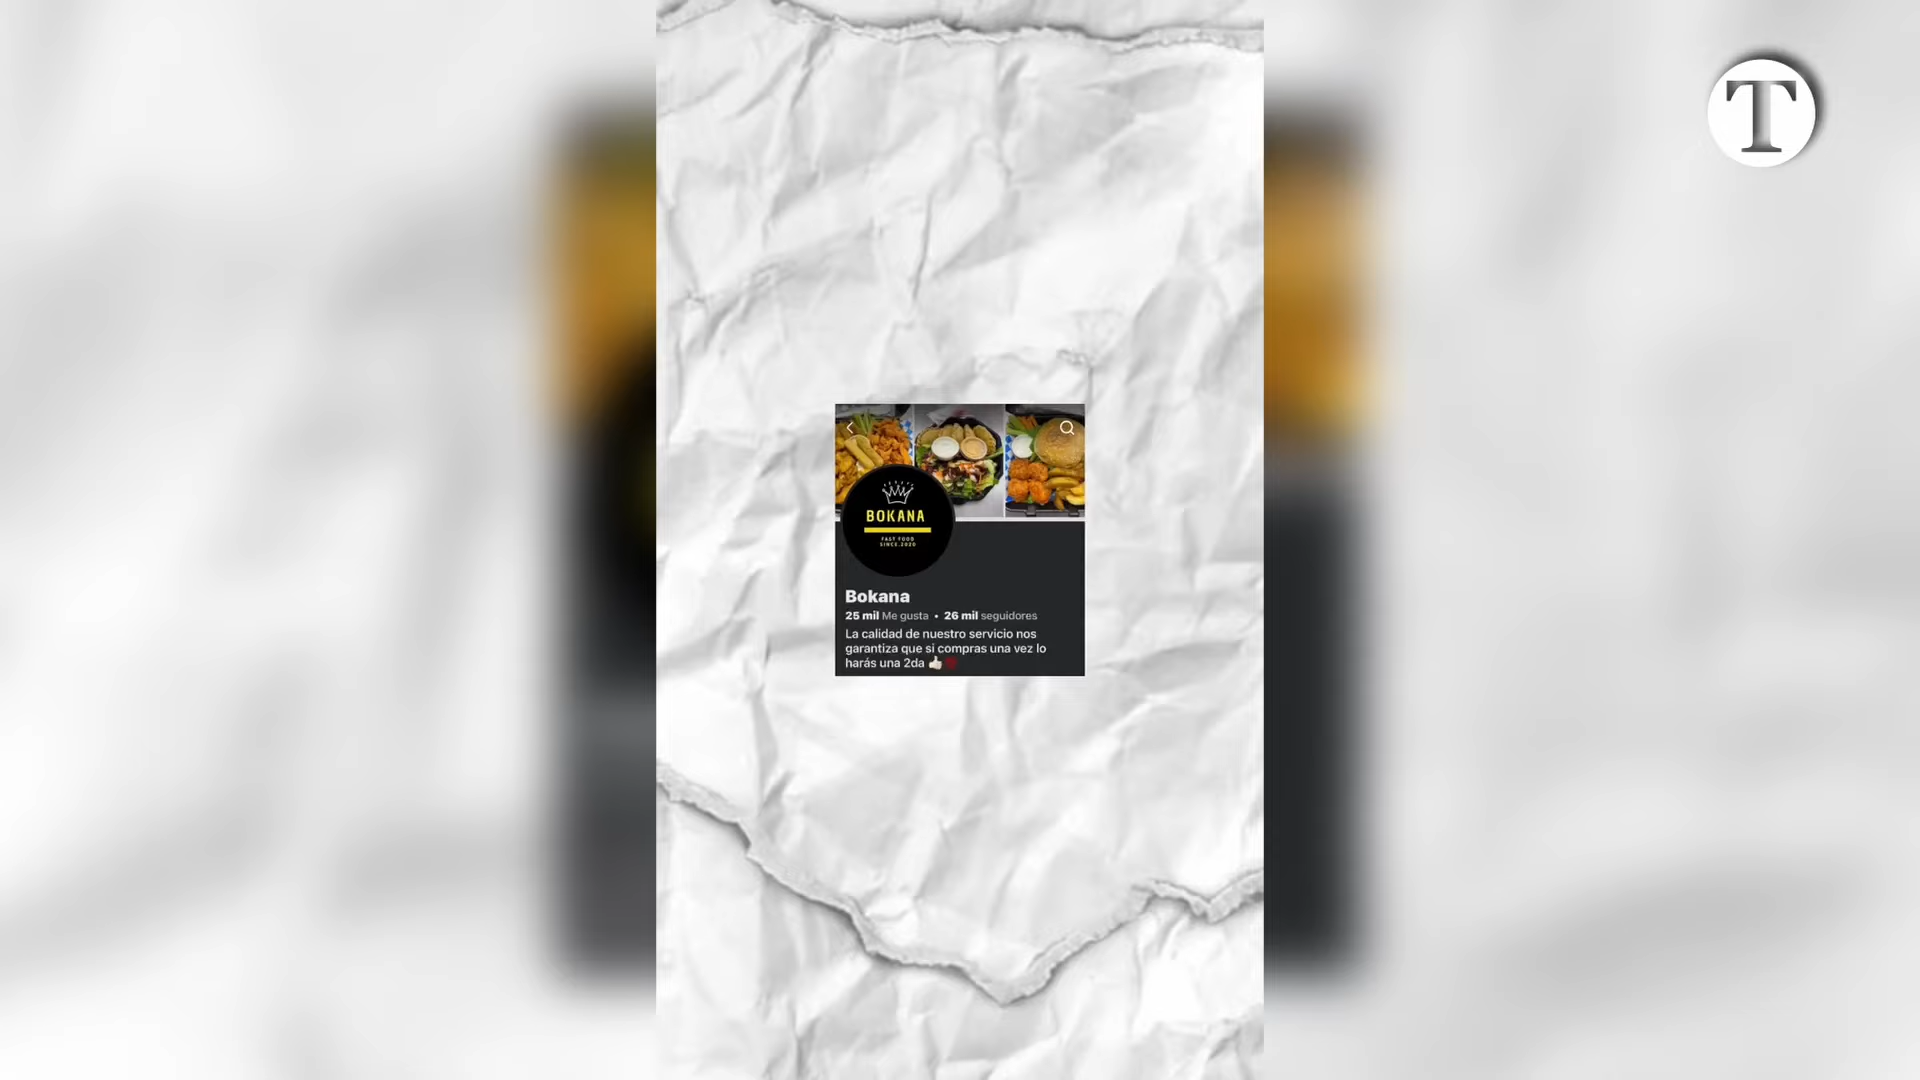 T
BOKANA
FAST FOOD
SINCE.2020
Bokana
25 mil Me gusta • 26 mil seguidores
La calidad de nuestro servicio nos
garantiza que si compras una vez lo
harás una 2da 👍🏻